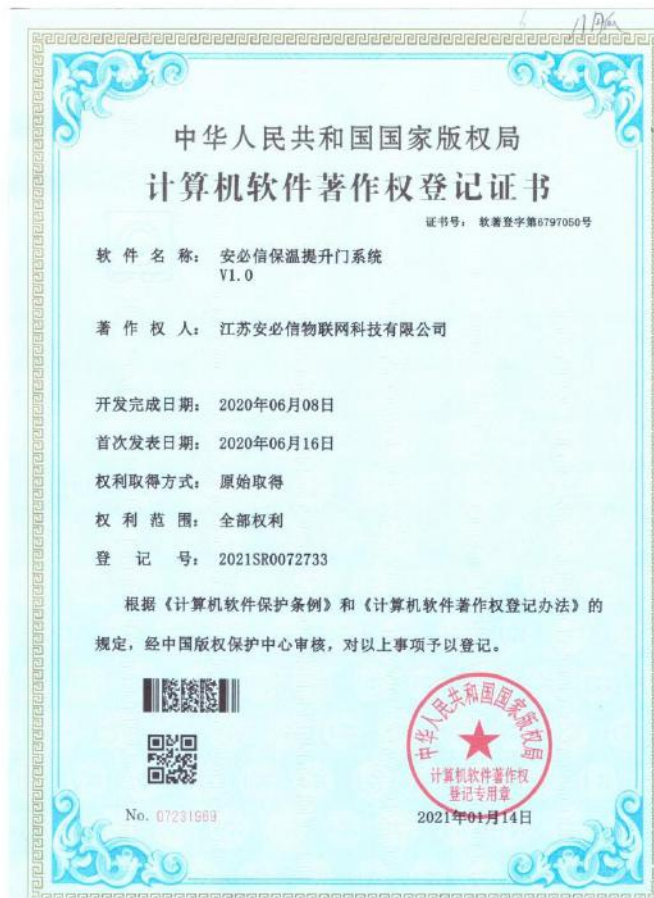 中华人民共和国国家版权局
计算机软件著作权登记证书
证书号： 软著登字第6797050号
软 件 名 称： 安必信保温提升门系统
V1.0
著 作 权 人： 江苏安必信物联网科技有限公司
开发完成日期： 2020年06月08日
首次发表日期： 2020年06月16日
权利取得方式： 原始取得
权 利 范 围： 全部权利
登 记 号： 2021SR0072733
根据《计算机软件保护条例》和《计算机软件著作权登记办法》的
规定，经中国版权保护中心审核，对以上事项予以登记。
中华人民共和国国家版权局
计算机软件著作权
登记专用章
No. 07231969
2021年01月14日